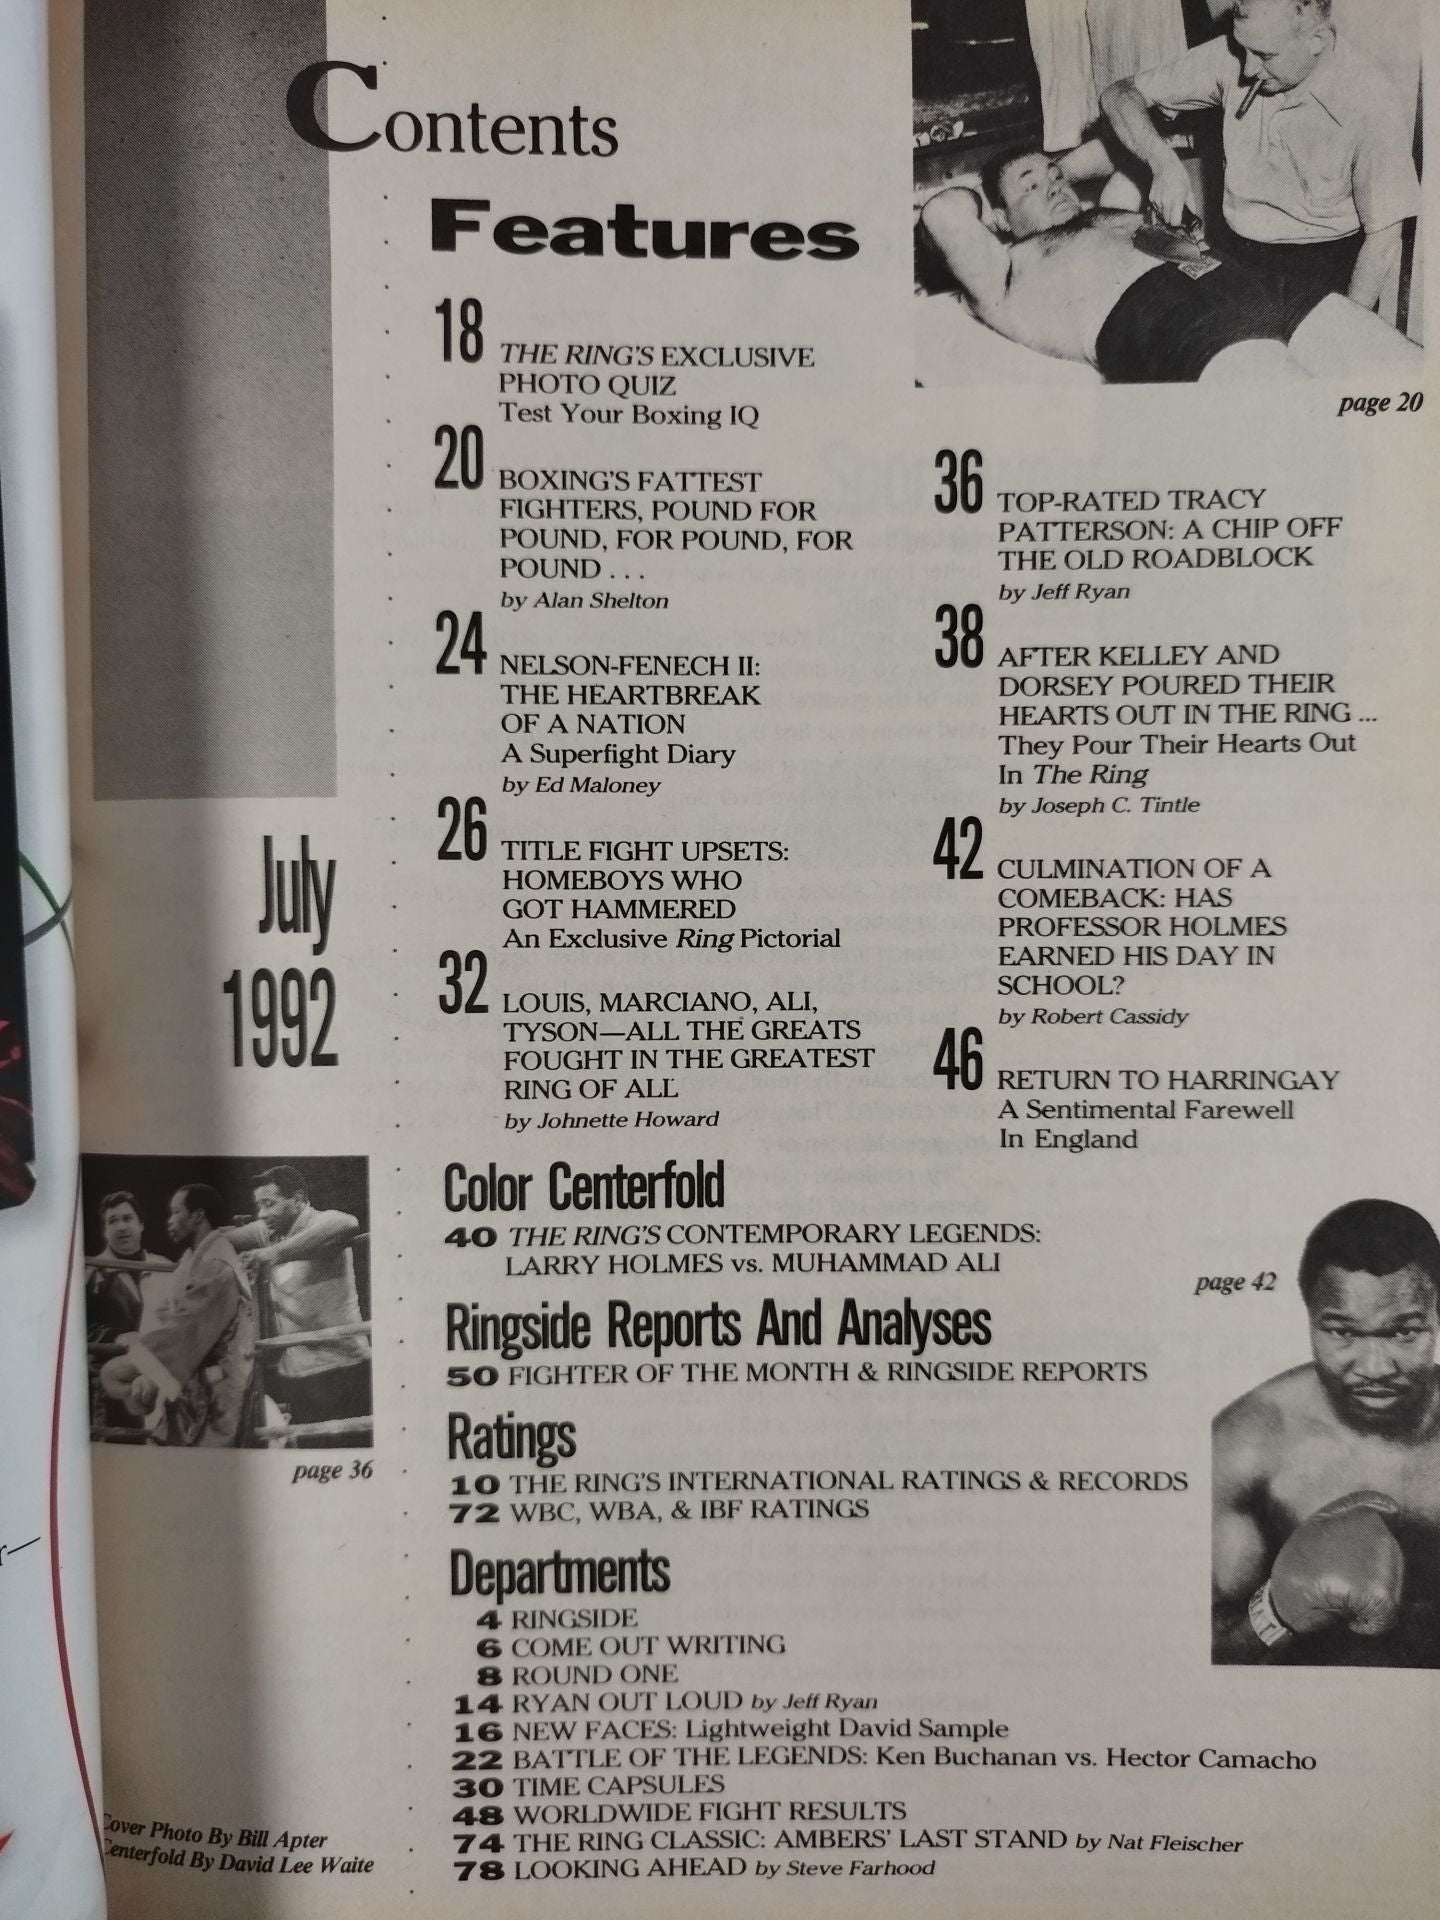 Contents
Features
18 THE RING'S EXCLUSIVE
PHOTO QUIZ
Test Your Boxing IQ
20 BOXING'S FATTEST
FIGHTERS, POUND FOR
POUND, FOR POUND, FOR
POUND . . .
by Alan Shelton
24 NELSON-FENECH II:
THE HEARTBREAK
OF A NATION
A Superfight Diary
by Ed Maloney
26 TITLE FIGHT UPSETS:
HOMEBOYS WHO
GOT HAMMERED
An Exclusive Ring Pictorial
32 LOUIS, MARCIANO, ALI,
TYSON—ALL THE GREATS
FOUGHT IN THE GREATEST
RING OF ALL
by Johnette Howard
page 20
36 TOP-RATED TRACY
PATTERSON: A CHIP OFF
THE OLD ROADBLOCK
by Jeff Ryan
38 AFTER KELLEY AND
DORSEY POURED THEIR
HEARTS OUT IN THE RING ...
They Pour Their Hearts Out
In The Ring
by Joseph C. Tintle
42 CULMINATION OF A
COMEBACK: HAS
PROFESSOR HOLMES
EARNED HIS DAY IN
SCHOOL?
by Robert Cassidy
46 RETURN TO HARRINGAY
A Sentimental Farewell
In England
July
1992
Color Centerfold
40 THE RING'S CONTEMPORARY LEGENDS:
LARRY HOLMES vs. MUHAMMAD ALI
page 42
Ringside Reports And Analyses
50 FIGHTER OF THE MONTH & RINGSIDE REPORTS
page 36
Ratings
10 THE RING'S INTERNATIONAL RATINGS & RECORDS
72 WBC, WBA, & IBF RATINGS
Departments
4 RINGSIDE
6 COME OUT WRITING
8 ROUND ONE
14 RYAN OUT LOUD by Jeff Ryan
16 NEW FACES: Lightweight David Sample
22 BATTLE OF THE LEGENDS: Ken Buchanan vs. Hector Camacho
30 TIME CAPSULES
48 WORLDWIDE FIGHT RESULTS
74 THE RING CLASSIC: AMBERS' LAST STAND by Nat Fleischer
78 LOOKING AHEAD by Steve Farhood
Cover Photo By Bill Apter
Centerfold By David Lee Waite